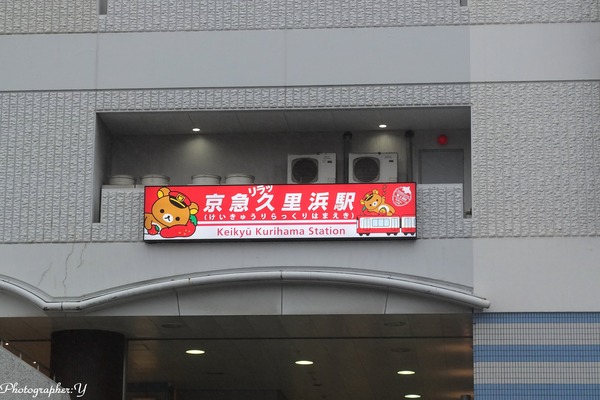 リラッ
京急久里浜駅
(けいきゅうりらっくりはまえき)
Keikyū Kurihama Station
Photographer:Y